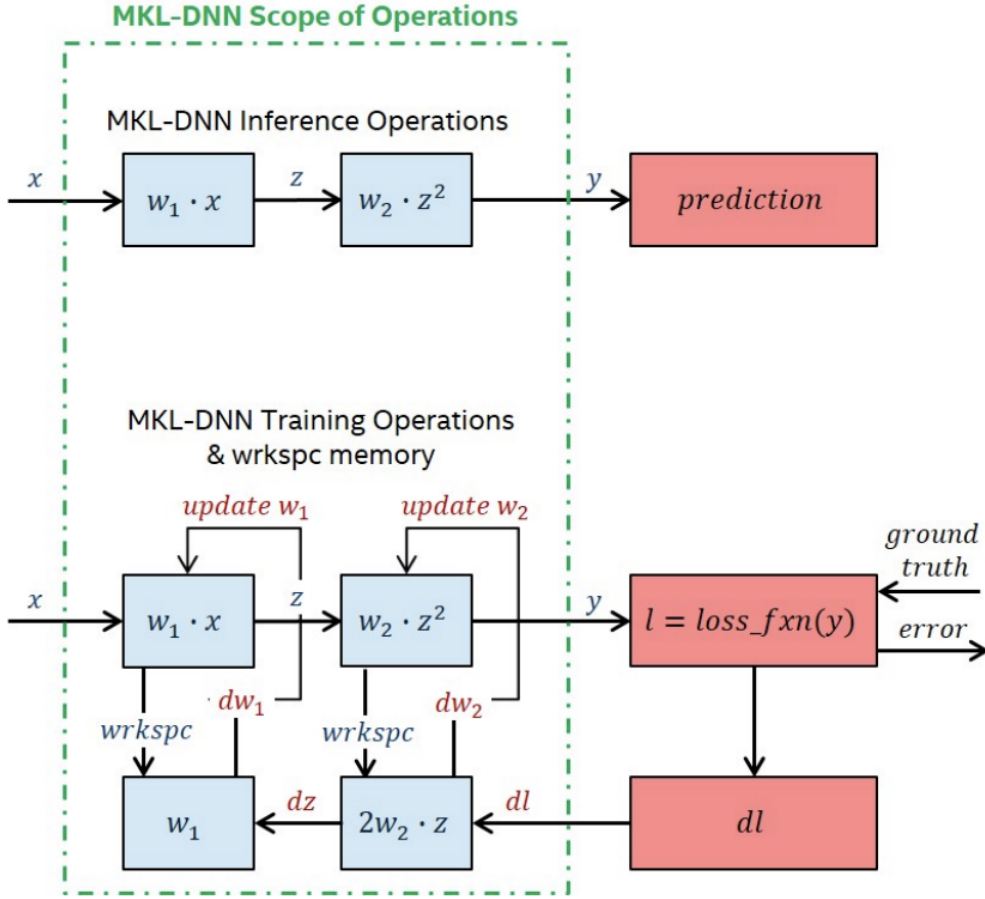 MKL-DNN Scope of Operations
MKL-DNN Inference Operations
x
w₁ · x
z
w₂ · z²
y
prediction
MKL-DNN Training Operations
& wrkspc memory
update w₁
update w₂
ground
truth
x
w₁ · x
z
w₂ · z²
y
l = loss_fxn(y)
error
dw₁
dw₂
wrkspc
wrkspc
w₁
dz
2w₂ · z
dl
dl